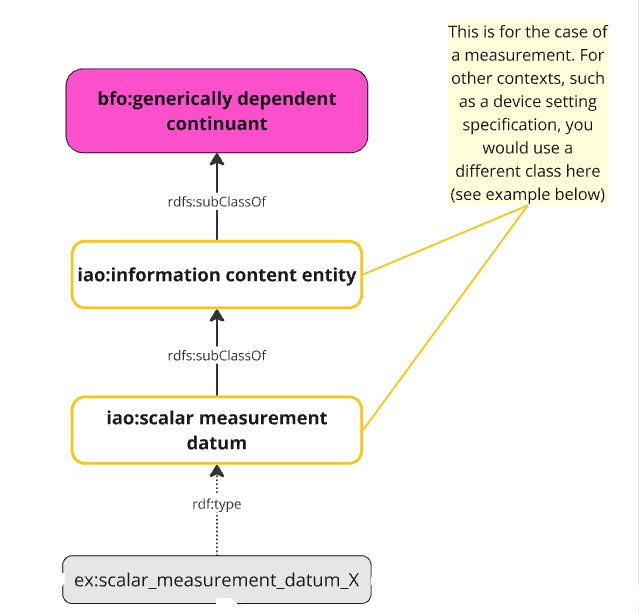 This is for the case of
a measurement. For
other contexts, such
as a device setting
specification, you
would use a
different class here
(see example below)
bfo:generically dependent
continuant
rdfs:subClassOf
iao:information content entity
rdfs:subClassOf
iao:scalar measurement
datum
rdf:type
ex:scalar_measurement_datum_X